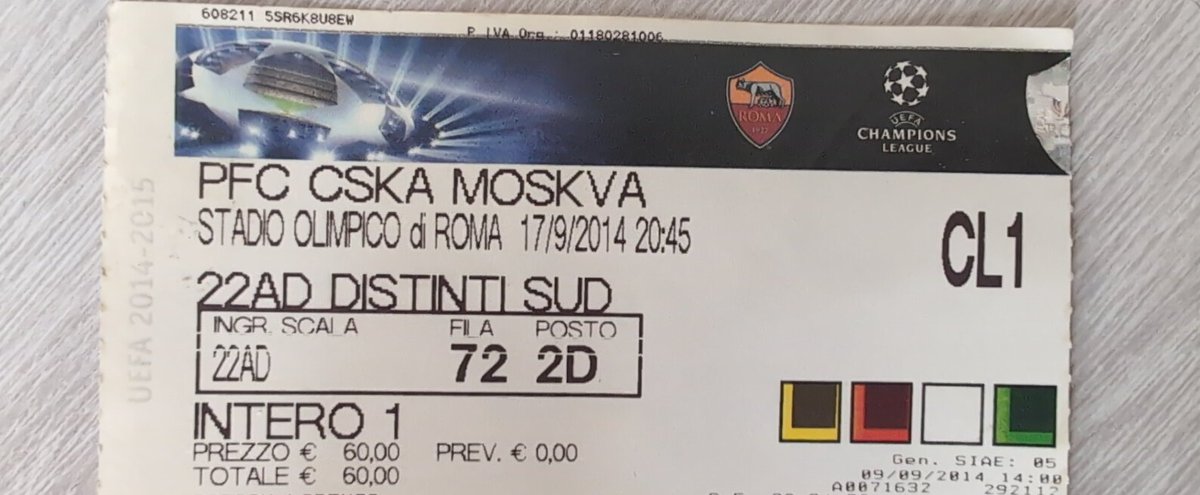 608211 5SR6K8U8EW
P. IVA Org.: 01180281006
ROMA
1927
UEFA
CHAMPIONS
LEAGUE
UEFA 2014-2015
PFC CSKA MOSKVA
STADIO OLIMPICO di ROMA 17/9/2014 20:45
CL1
22AD DISTINTI SUD
INGR. SCALA FILA POSTO
22AD 72 2D
INTERO 1
PREZZO € 60,00 PREV. € 0,00
TOTALE € 60,00
Gen. SIAE: 05
09/09/2014 14:00
A0071632 292112